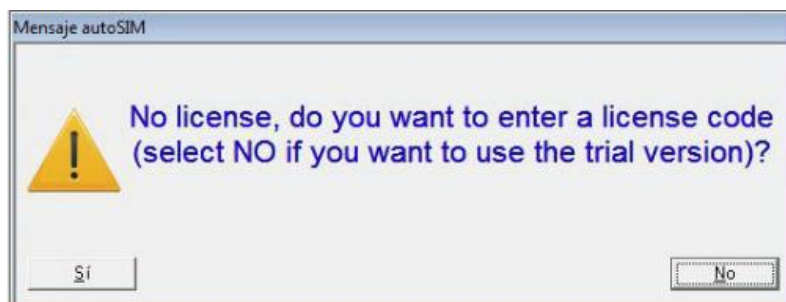 Mensaje autoSIM
No license, do you want to enter a license code
(select NO if you want to use the trial version)?
Sí
No